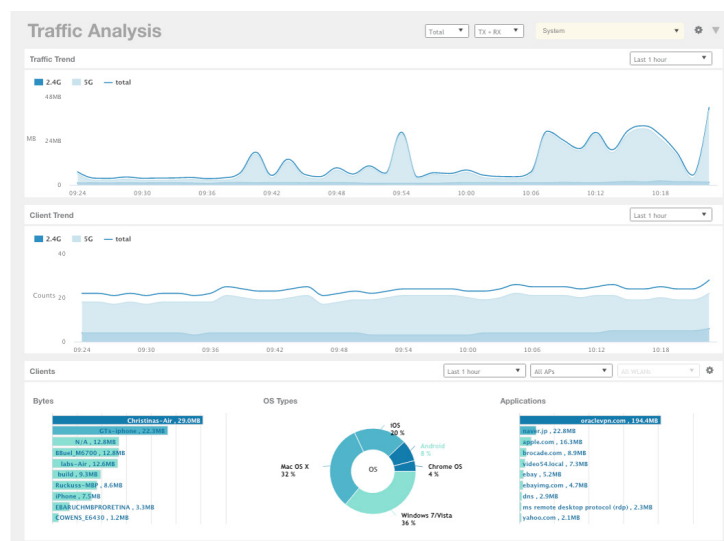 Traffic Analysis
Total
TX + RX
System
Traffic Trend
Last 1 hour
2.4G 5G total
48MB
MB 24MB
0
09:24 09:30 09:36 09:42 09:48 09:54 10:00 10:06 10:12 10:18
Client Trend
Last 1 hour
2.4G 5G total
40
Counts 20
0
09:24 09:30 09:36 09:42 09:48 09:54 10:00 10:06 10:12 10:18
Clients
Last 1 hour
All APs
All WLANs
Bytes
Christinas-Air , 29.0MB
GTs-iphone , 22.3MB
N/A , 12.8MB
BBuel_M6700 , 12.8MB
labs-Air , 12.6MB
build , 9.3MB
Ruckuss-MBP , 8.6MB
iPhone , 7.5MB
EBARUCHMBPRORETINA , 3.3MB
COWENS_E6430 , 1.2MB
OS Types
iOS
20 %
Android
8 %
Chrome OS
4 %
Windows 7/Vista
36 %
Mac OS X
32 %
OS
Applications
oraclevpn.com , 194.4MB
naver.jp , 22.8MB
apple.com , 16.3MB
brocade.com , 8.9MB
video54.local , 7.3MB
ebay , 5.2MB
ebayimg.com , 4.7MB
dns , 2.9MB
ms remote desktop protocol (rdp) , 2.3MB
yahoo.com , 2.1MB